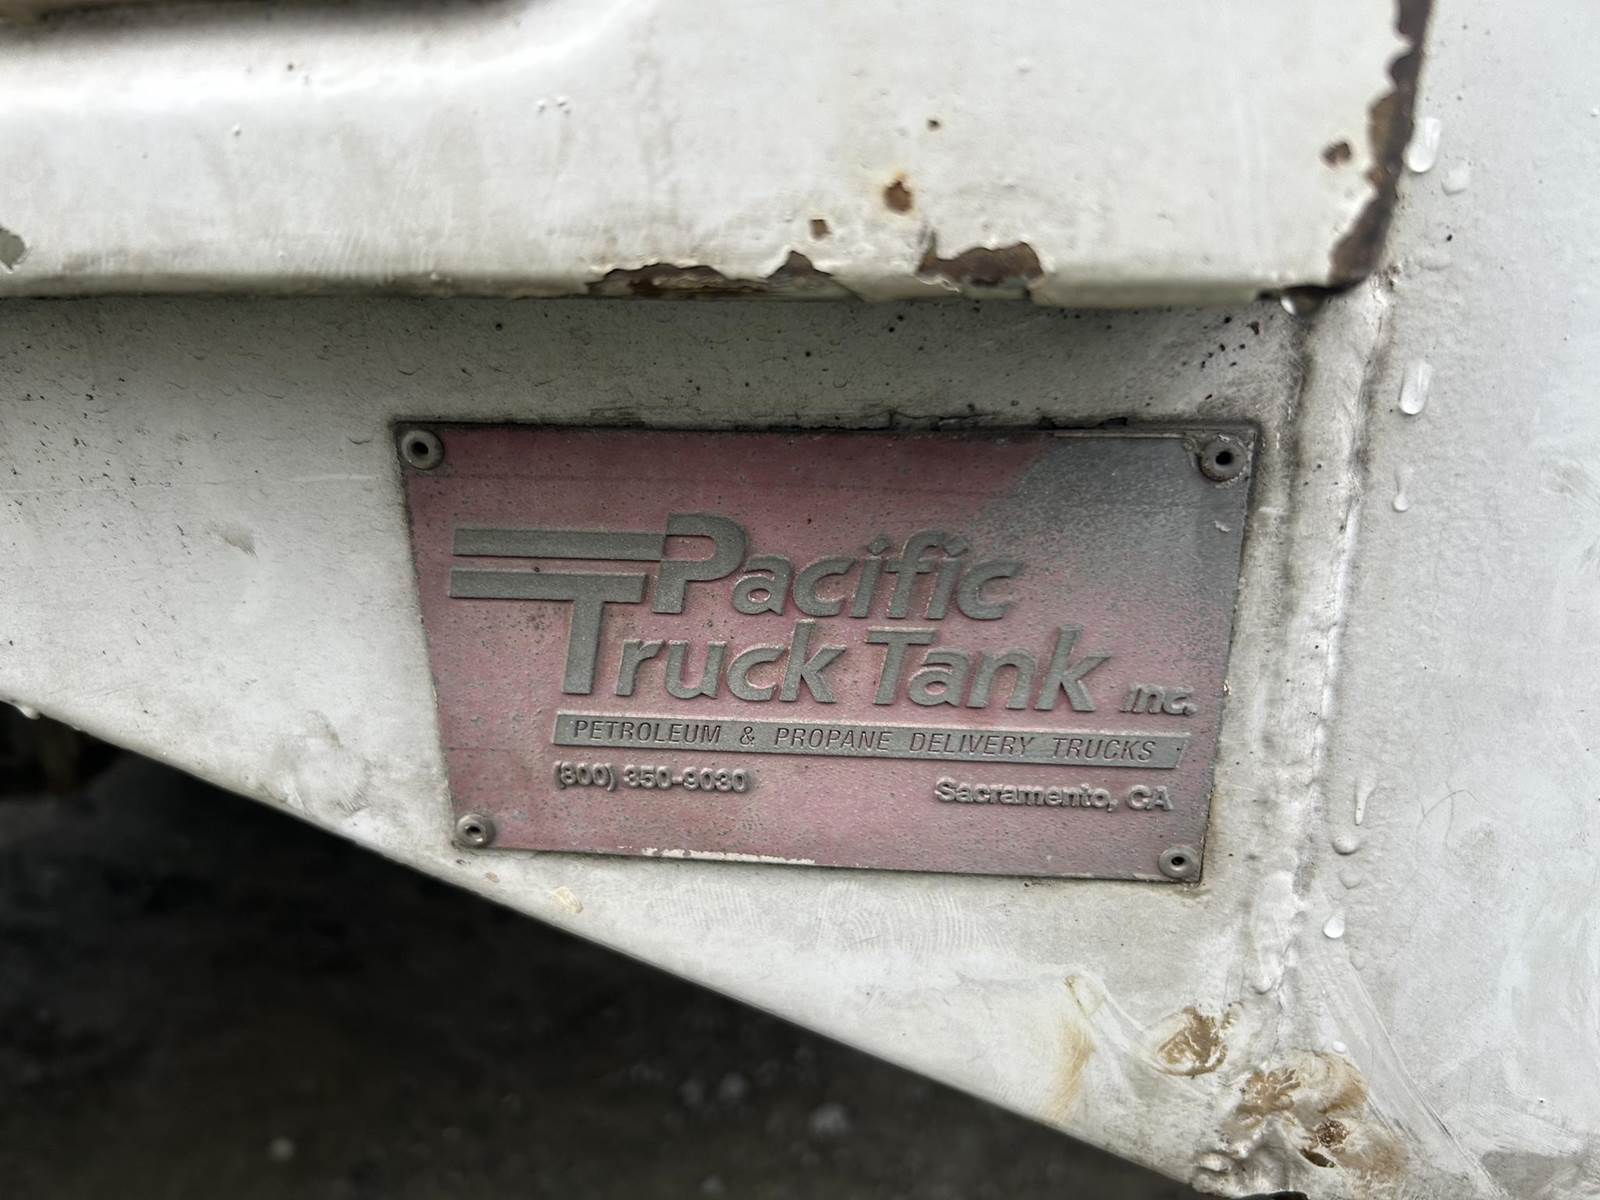 Pacific
Truck Tank Inc.
PETROLEUM & PROPANE DELIVERY TRUCKS
(800) 350-9030 Sacramento, CA